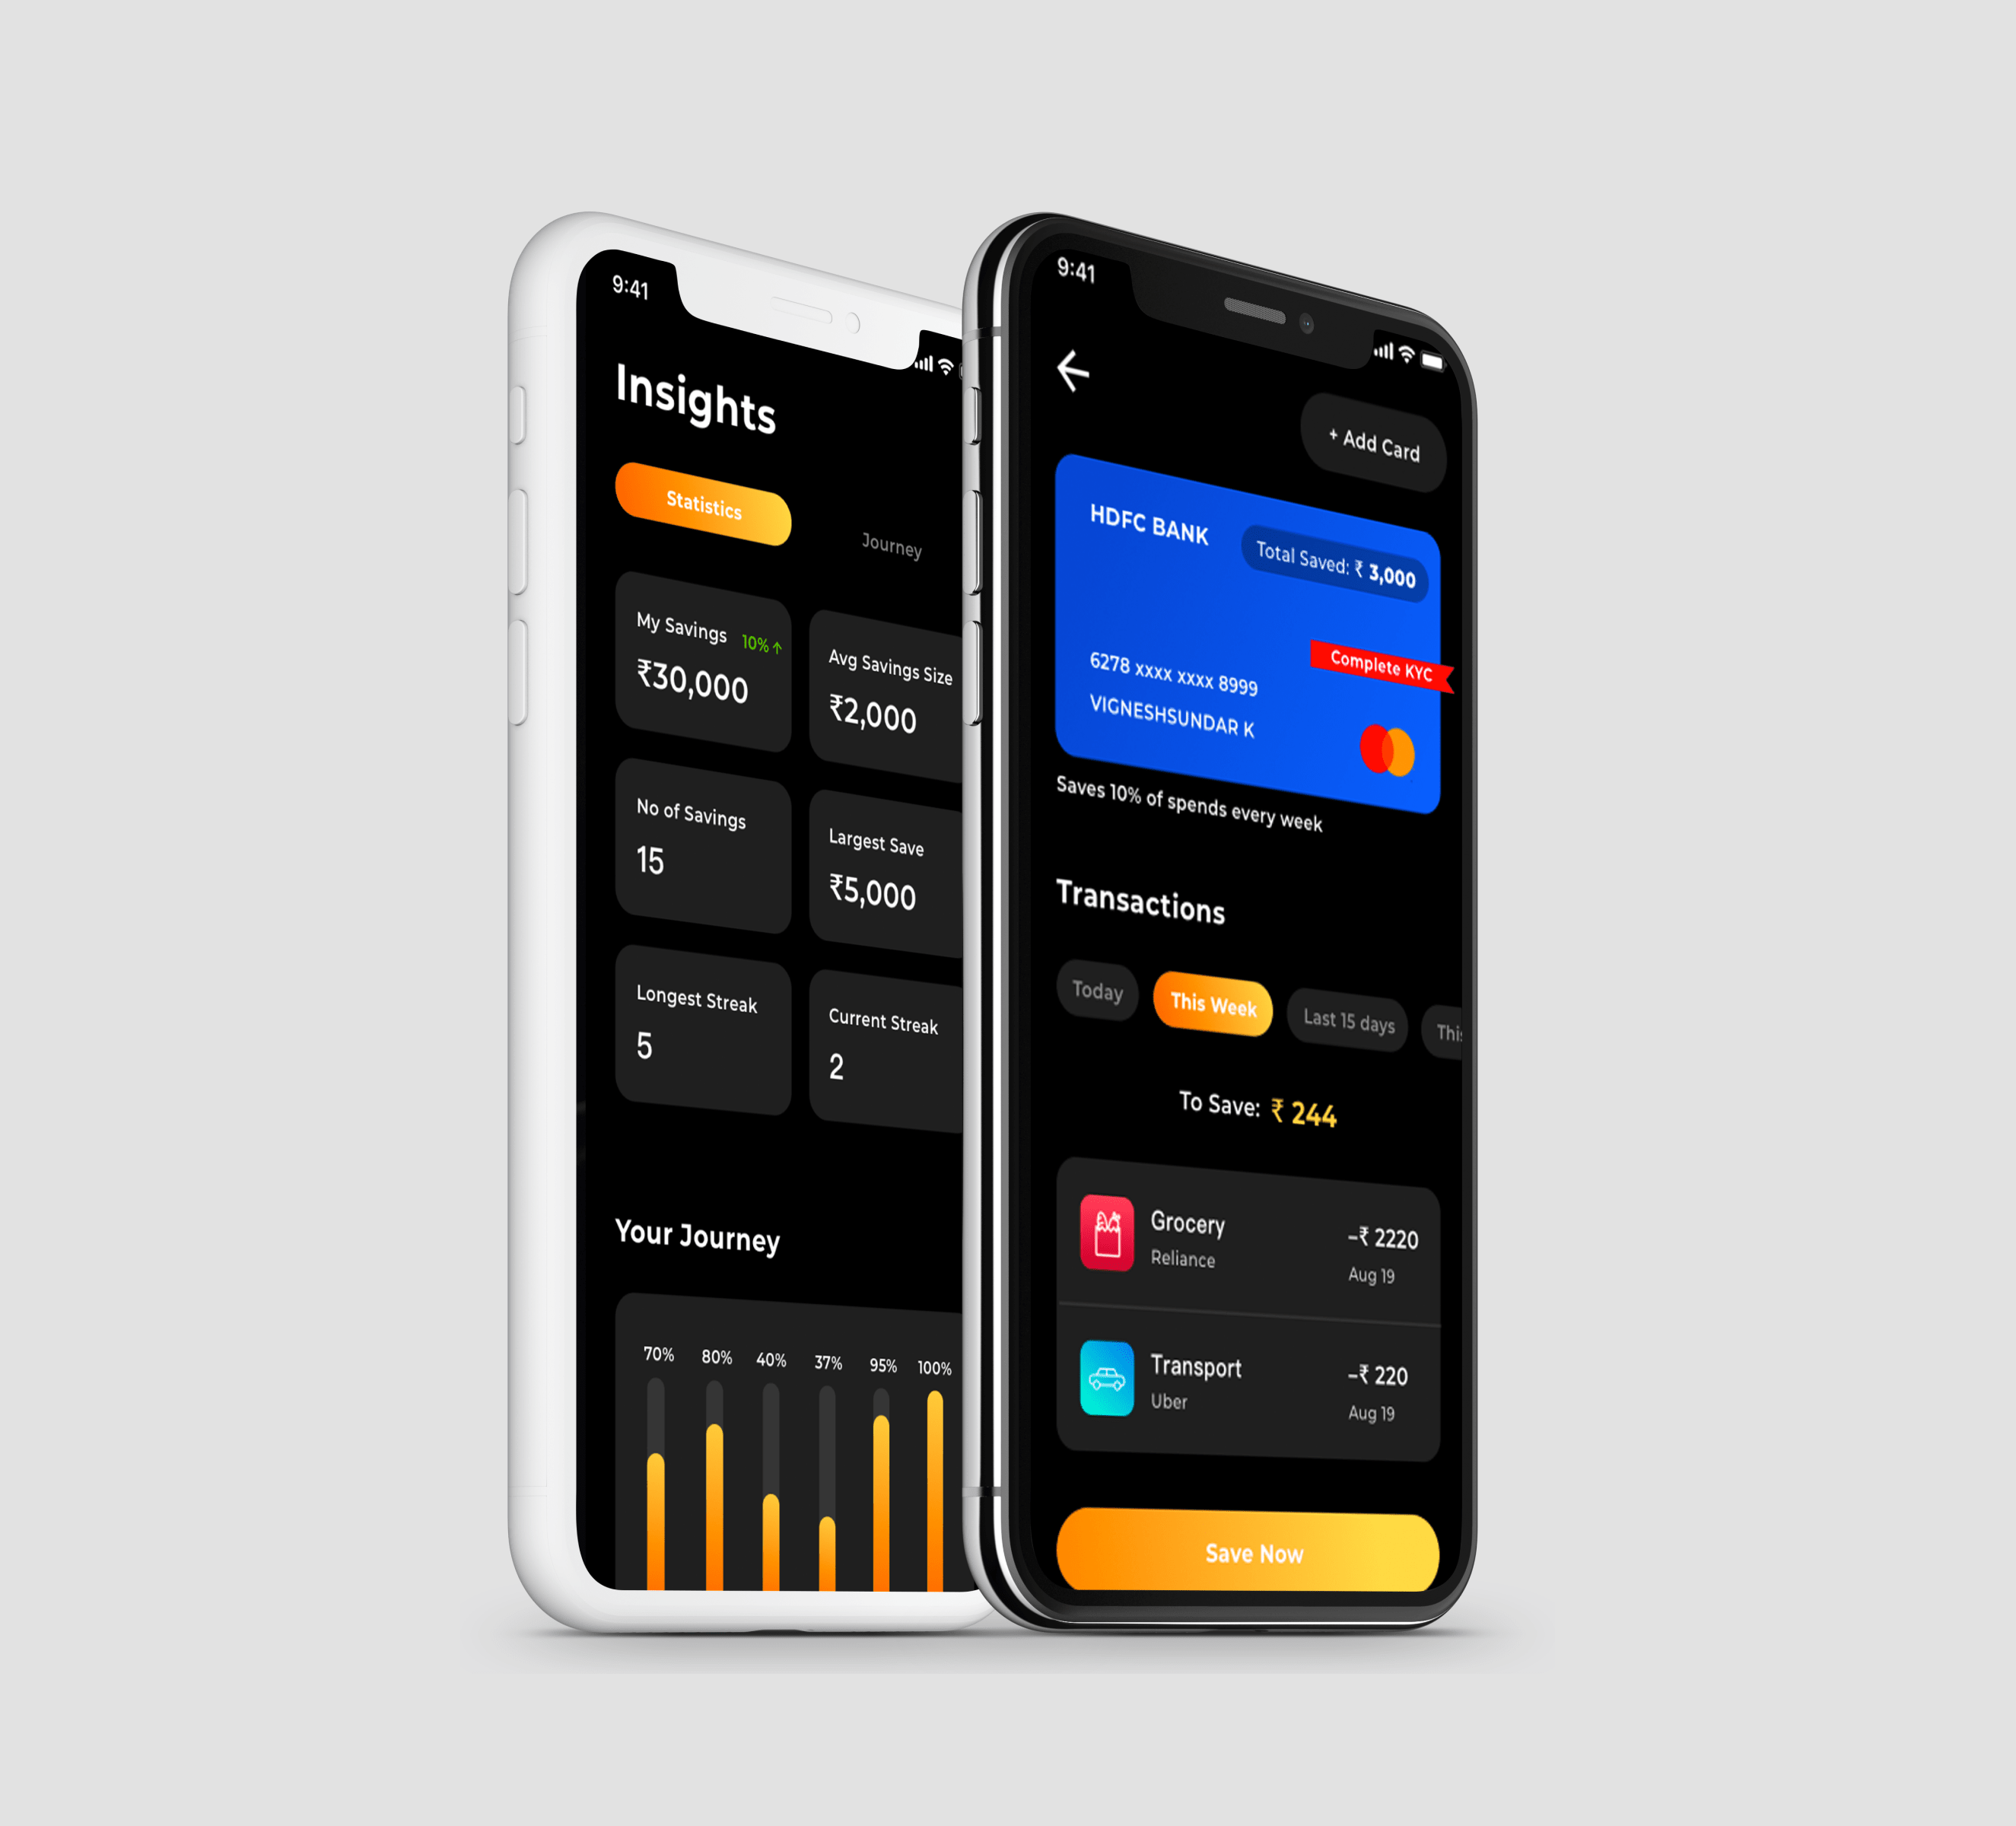 9:41
Insights
Statistics
Journey
My Savings 10%↑
₹30,000
Avg Savings Size
₹2,000
No of Savings
15
Largest Save
₹5,000
Longest Streak
5
Current Streak
2
Your Journey
70% 80% 40% 37% 95% 100%
9:41
+ Add Card
HDFC BANK
Total Saved: ₹ 3,000
Complete KYC
6278 xxxx xxxx 8999
VIGNESHSUNDAR K
Saves 10% of spends every week
Transactions
Today This Week Last 15 days
To Save: ₹ 244
Grocery
–₹ 2220
Reliance
Aug 19
Transport
–₹ 220
Uber
Aug 19
Save Now